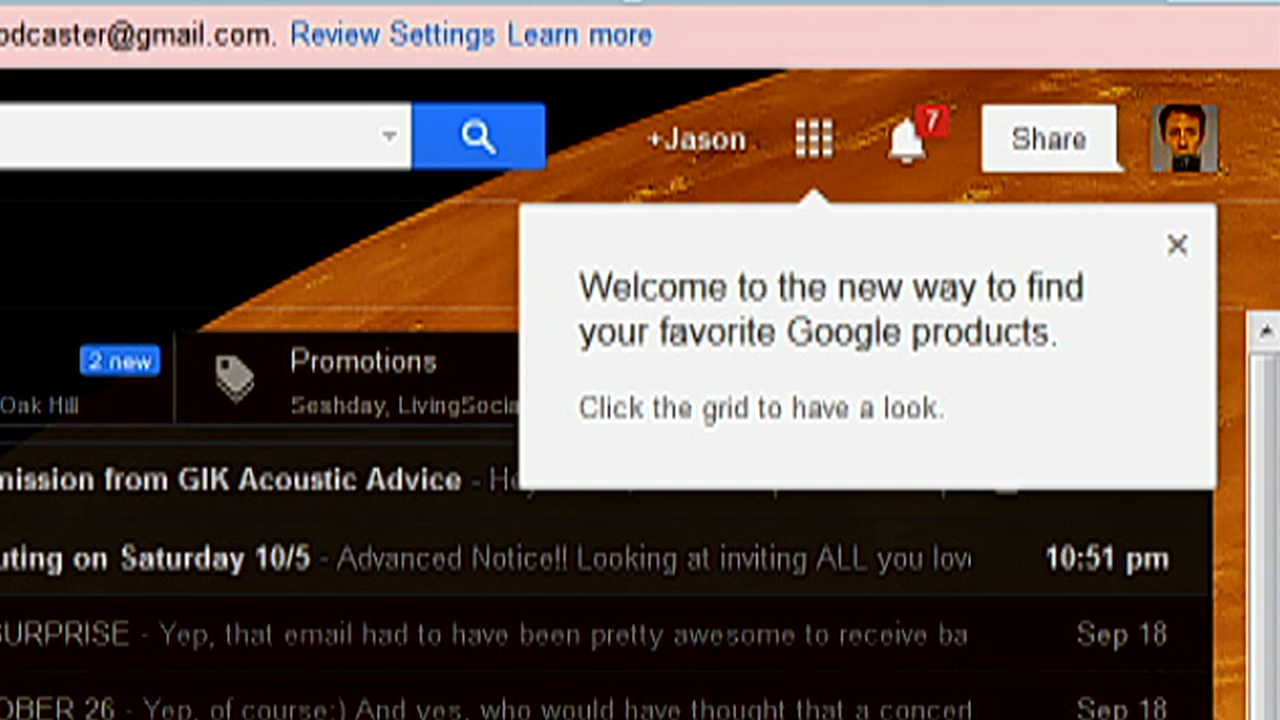 odcaster@gmail.com. Review Settings Learn more
+Jason
7
Share
Welcome to the new way to find
your favorite Google products.
Click the grid to have a look.
2 new
Promotions
Oak Hill
Seshday, LivingSocia
mission from GIK Acoustic Advice - He
uting on Saturday 10/5 - Advanced Notice!! Looking at inviting ALL you lov
10:51 pm
SURPRISE - Yep, that email had to have been pretty awesome to receive ba
Sep 18
OBER 26 - Yep, of course:) And yes, who would have thought that a concert
Sep 18